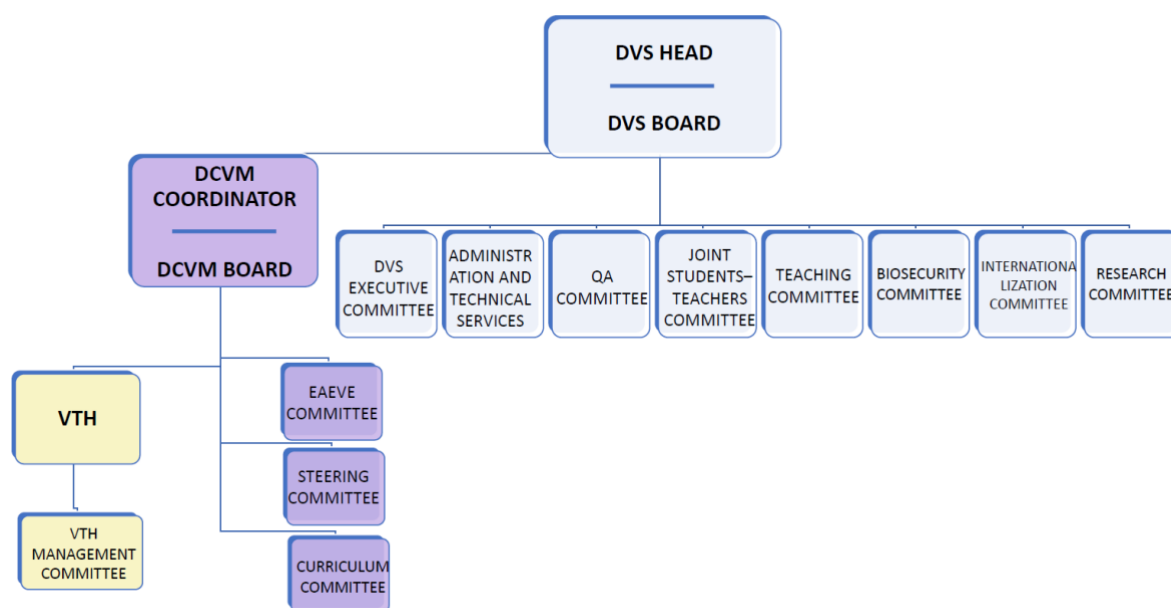 DVS HEAD
DVS BOARD
DCVM
COORDINATOR
DCVM BOARD
DVS
EXECUTIVE
COMMITTEE
ADMINISTR
ATION AND
TECHNICAL
SERVICES
QA
COMMITTEE
JOINT
STUDENTS–
TEACHERS
COMMITTEE
TEACHING
COMMITTEE
BIOSECURITY
COMMITTEE
INTERNATIONA
LIZATION
COMMITTEE
RESEARCH
COMMITTEE
VTH
VTH
MANAGEMENT
COMMITTEE
EAEVE
COMMITTEE
STEERING
COMMITTEE
CURRICULUM
COMMITTEE